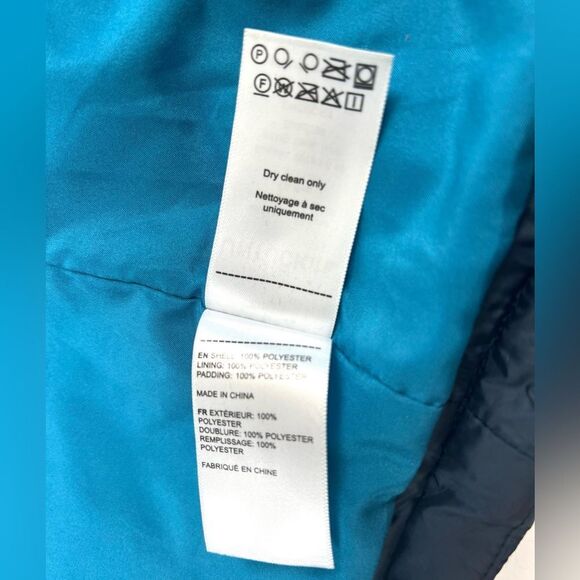 P
F
Dry clean only
Nettoyage à sec
uniquement
EN SHELL: 100% POLYESTER
LINING: 100% POLYESTER
PADDING: 100% POLYESTER
MADE IN CHINA
FR EXTÉRIEUR: 100%
POLYESTER
DOUBLURE: 100% POLYESTER
REMPLISSAGE: 100%
POLYESTER
FABRIQUÉ EN CHINE